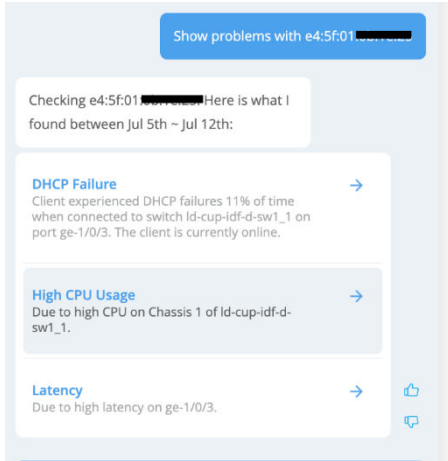 Show problems with e4:5f:01:
Checking e4:5f:01: Here is what I
found between Jul 5th ~ Jul 12th:
DHCP Failure
Client experienced DHCP failures 11% of time
when connected to switch ld-cup-idf-d-sw1_1 on
port ge-1/0/3. The client is currently online.
High CPU Usage
Due to high CPU on Chassis 1 of ld-cup-idf-d-
sw1_1.
Latency
Due to high latency on ge-1/0/3.